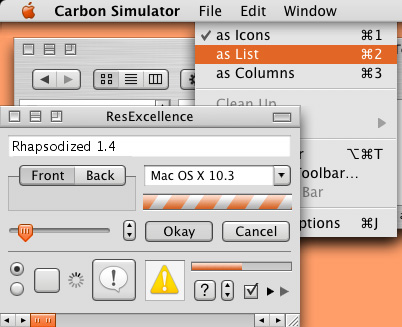 Carbon Simulator File Edit Window
✓ as Icons ⌘1
as List ⌘2
as Columns ⌘3
Clean Up
ResExcellence
Rhapsodized 1.4
⌥⌘T
Toolbar...
Bar
Front Back
Mac OS X 10.3
Okay Cancel
ptions ⌘J
?